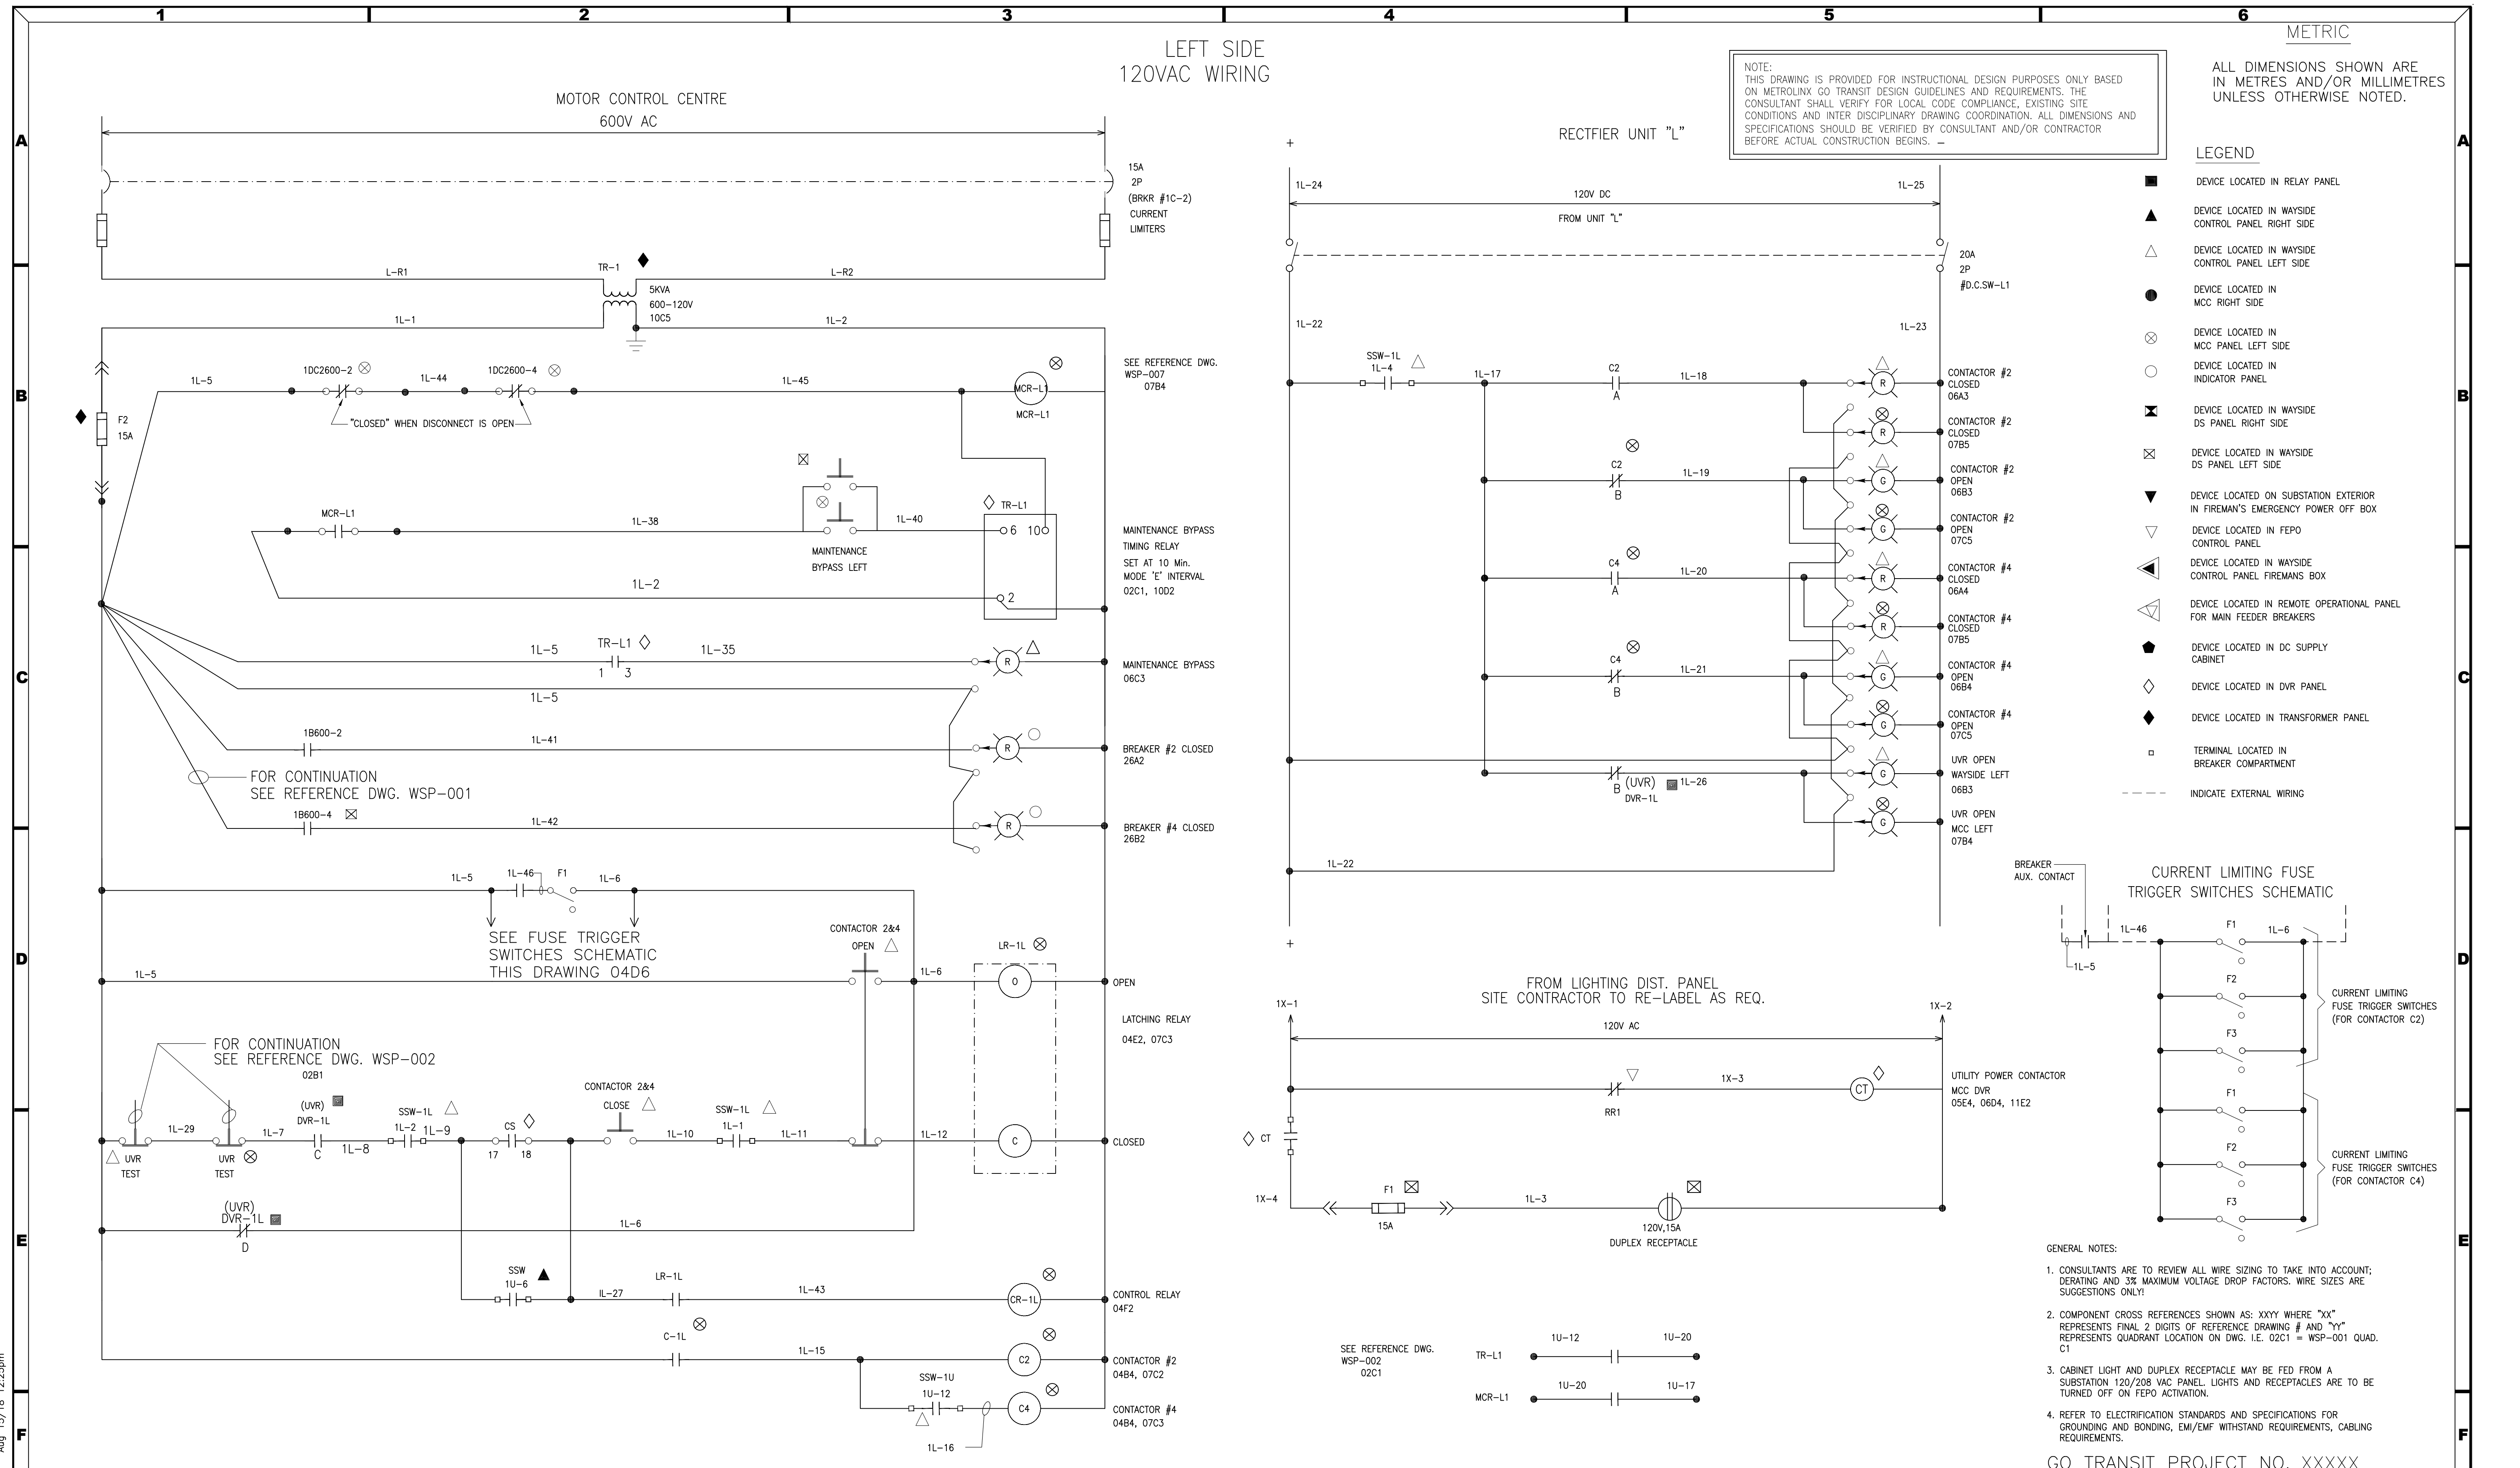 1
2
3
4
5
6
LEFT SIDE
120VAC WIRING
METRIC
ALL DIMENSIONS SHOWN ARE
IN METRES AND/OR MILLIMETRES
UNLESS OTHERWISE NOTED.
NOTE:
THIS DRAWING IS PROVIDED FOR INSTRUCTIONAL DESIGN PURPOSES ONLY BASED
ON METROLINX GO TRANSIT DESIGN GUIDELINES AND REQUIREMENTS. THE
CONSULTANT SHALL VERIFY FOR LOCAL CODE COMPLIANCE, EXISTING SITE
CONDITIONS AND INTER DISCIPLINARY DRAWING COORDINATION. ALL DIMENSIONS AND
SPECIFICATIONS SHOULD BE VERIFIED BY CONSULTANT AND/OR CONTRACTOR
BEFORE ACTUAL CONSTRUCTION BEGINS. –
A
B
C
D
E
F
MOTOR CONTROL CENTRE
600V AC
15A
2P
(BRKR #1C-2)
CURRENT
LIMITERS
L-R1
TR-1
L-R2
5KVA
600-120V
10C5
1L-1
1L-2
F2
15A
1L-5
1DC2600-2
1L-44
1DC2600-4
1L-45
MCR-L1
MCR-L1
"CLOSED" WHEN DISCONNECT IS OPEN
SEE REFERENCE DWG.
WSP-007
07B4
MCR-L1
1L-38
MAINTENANCE
BYPASS LEFT
1L-40
TR-L1
6 10
2
1L-2
MAINTENANCE BYPASS
TIMING RELAY
SET AT 10 Min.
MODE 'E' INTERVAL
02C1, 10D2
1L-5
TR-L1
1 3
1L-35
R
MAINTENANCE BYPASS
06C3
1L-5
1B600-2
1L-41
R
BREAKER #2 CLOSED
26A2
FOR CONTINUATION
SEE REFERENCE DWG. WSP-001
1B600-4
1L-42
R
BREAKER #4 CLOSED
26B2
1L-5
1L-46
F1
1L-6
SEE FUSE TRIGGER
SWITCHES SCHEMATIC
THIS DRAWING 04D6
CONTACTOR 2&4
OPEN
LR-1L
1L-5
1L-6
O
OPEN
LATCHING RELAY
04E2, 07C3
FOR CONTINUATION
SEE REFERENCE DWG. WSP-002
02B1
(UVR)
DVR-1L
C
1L-29
1L-7
1L-8
UVR
TEST
UVR
TEST
SSW-1L
1L-2
1L-9
CS
17 18
CONTACTOR 2&4
CLOSE
1L-10
SSW-1L
1L-1
1L-11
1L-12
C
CLOSED
(UVR)
DVR-1L
D
1L-6
SSW
1U-6
IL-27
LR-1L
1L-43
CR-1L
CONTROL RELAY
04F2
C-1L
1L-15
C2
CONTACTOR #2
04B4, 07C2
SSW-1U
1U-12
1L-16
C4
CONTACTOR #4
04B4, 07C3
RECTFIER UNIT "L"
+
1L-24
1L-25
120V DC
FROM UNIT "L"
20A
2P
#D.C.SW-L1
1L-22
1L-23
SSW-1L
1L-4
1L-17
C2
A
1L-18
R
CONTACTOR #2
CLOSED
06A3
R
CONTACTOR #2
CLOSED
07B5
C2
B
1L-19
G
CONTACTOR #2
OPEN
06B3
G
CONTACTOR #2
OPEN
07C5
C4
A
1L-20
R
CONTACTOR #4
CLOSED
06A4
R
CONTACTOR #4
CLOSED
07B5
C4
B
1L-21
G
CONTACTOR #4
OPEN
06B4
G
CONTACTOR #4
OPEN
07C5
B
(UVR)
DVR-1L
1L-26
G
UVR OPEN
WAYSIDE LEFT
06B3
G
UVR OPEN
MCC LEFT
07B4
1L-22
+
FROM LIGHTING DIST. PANEL
SITE CONTRACTOR TO RE-LABEL AS REQ.
1X-1
1X-2
120V AC
RR1
1X-3
CT
UTILITY POWER CONTACTOR
MCC DVR
05E4, 06D4, 11E2
CT
1X-4
F1
15A
1L-3
120V,15A
DUPLEX RECEPTACLE
SEE REFERENCE DWG.
WSP-002
02C1
TR-L1
1U-12
1U-20
MCR-L1
1U-20
1U-17
LEGEND
DEVICE LOCATED IN RELAY PANEL
DEVICE LOCATED IN WAYSIDE
CONTROL PANEL RIGHT SIDE
DEVICE LOCATED IN WAYSIDE
CONTROL PANEL LEFT SIDE
DEVICE LOCATED IN
MCC RIGHT SIDE
DEVICE LOCATED IN
MCC PANEL LEFT SIDE
DEVICE LOCATED IN
INDICATOR PANEL
DEVICE LOCATED IN WAYSIDE
DS PANEL RIGHT SIDE
DEVICE LOCATED IN WAYSIDE
DS PANEL LEFT SIDE
DEVICE LOCATED ON SUBSTATION EXTERIOR
IN FIREMAN'S EMERGENCY POWER OFF BOX
DEVICE LOCATED IN FEPO
CONTROL PANEL
DEVICE LOCATED IN WAYSIDE
CONTROL PANEL FIREMANS BOX
DEVICE LOCATED IN REMOTE OPERATIONAL PANEL
FOR MAIN FEEDER BREAKERS
DEVICE LOCATED IN DC SUPPLY
CABINET
DEVICE LOCATED IN DVR PANEL
DEVICE LOCATED IN TRANSFORMER PANEL
TERMINAL LOCATED IN
BREAKER COMPARTMENT
INDICATE EXTERNAL WIRING
BREAKER
AUX. CONTACT
CURRENT LIMITING FUSE
TRIGGER SWITCHES SCHEMATIC
1L-46
1L-5
F1
1L-6
F2
F3
CURRENT LIMITING
FUSE TRIGGER SWITCHES
(FOR CONTACTOR C2)
F1
F2
F3
CURRENT LIMITING
FUSE TRIGGER SWITCHES
(FOR CONTACTOR C4)
GENERAL NOTES:
1. CONSULTANTS ARE TO REVIEW ALL WIRE SIZING TO TAKE INTO ACCOUNT;
DERATING AND 3% MAXIMUM VOLTAGE DROP FACTORS. WIRE SIZES ARE
SUGGESTIONS ONLY!
2. COMPONENT CROSS REFERENCES SHOWN AS: XXYY WHERE "XX"
REPRESENTS FINAL 2 DIGITS OF REFERENCE DRAWING # AND "YY"
REPRESENTS QUADRANT LOCATION ON DWG. I.E. 02C1 = WSP-001 QUAD.
C1
3. CABINET LIGHT AND DUPLEX RECEPTACLE MAY BE FED FROM A
SUBSTATION 120/208 VAC PANEL. LIGHTS AND RECEPTACLES ARE TO BE
TURNED OFF ON FEPO ACTIVATION.
4. REFER TO ELECTRIFICATION STANDARDS AND SPECIFICATIONS FOR
GROUNDING AND BONDING, EMI/EMF WITHSTAND REQUIREMENTS, CABLING
REQUIREMENTS.
GO TRANSIT PROJECT NO. XXXXX
A
B
C
D
E
F